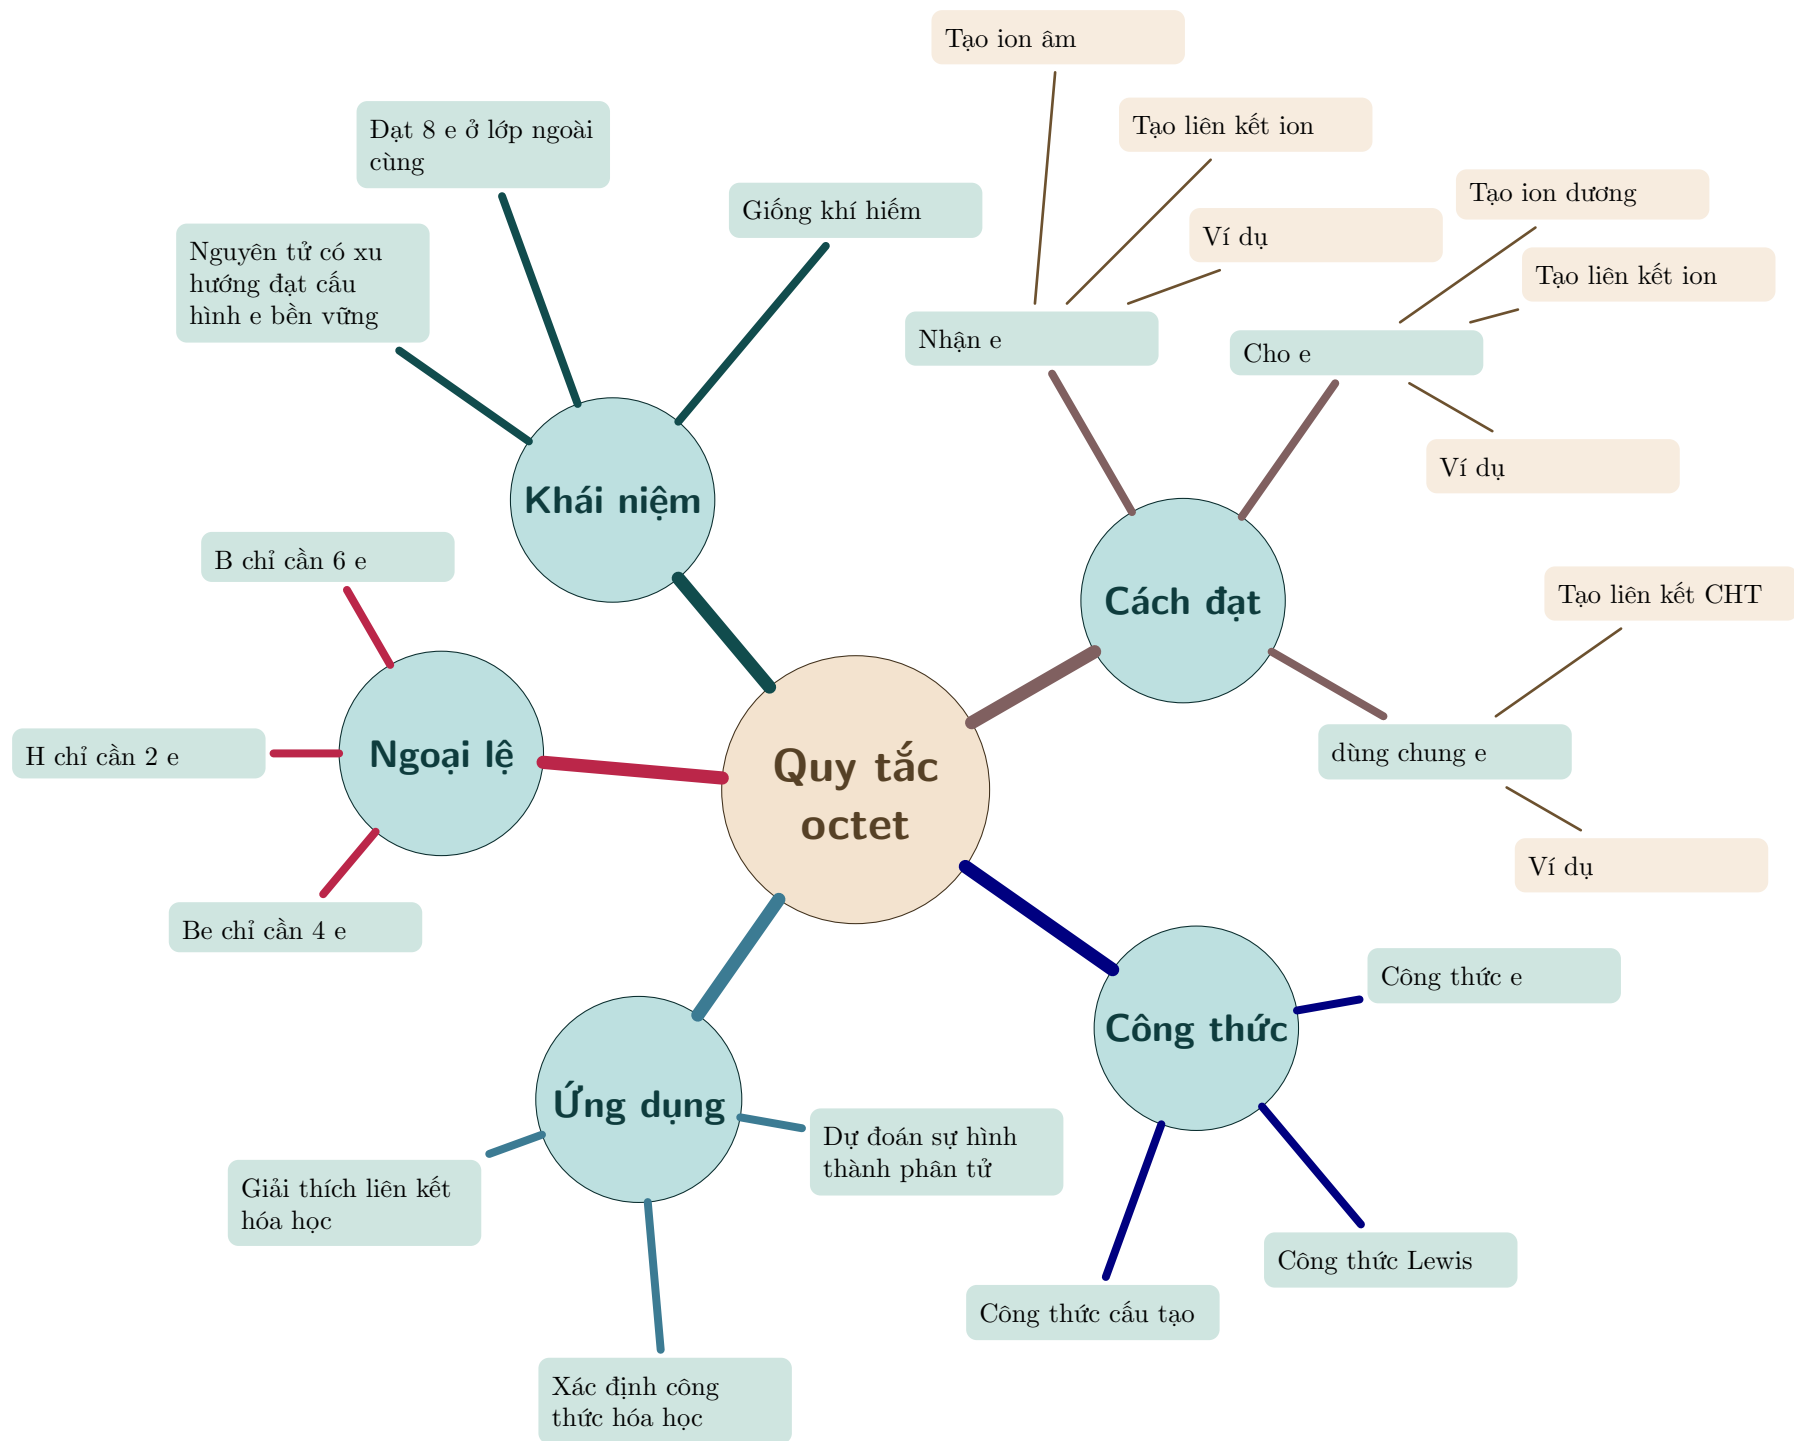 Tạo ion âm
Tạo liên kết ion
Đạt 8 e ở lớp ngoài
cùng
Giống khí hiếm
Tạo ion dương
Ví dụ
Tạo liên kết ion
Nguyên tử có xu
hướng đạt cấu
hình e bền vững
Nhận e
Cho e
Ví dụ
Khái niệm
B chỉ cần 6 e
Cách đạt
Tạo liên kết CHT
H chỉ cần 2 e
Ngoại lệ
Quy tắc
octet
dùng chung e
Ví dụ
Be chỉ cần 4 e
Công thức e
Công thức
Ứng dụng
Dự đoán sự hình
thành phân tử
Giải thích liên kết
hóa học
Công thức Lewis
Công thức cấu tạo
Xác định công
thức hóa học